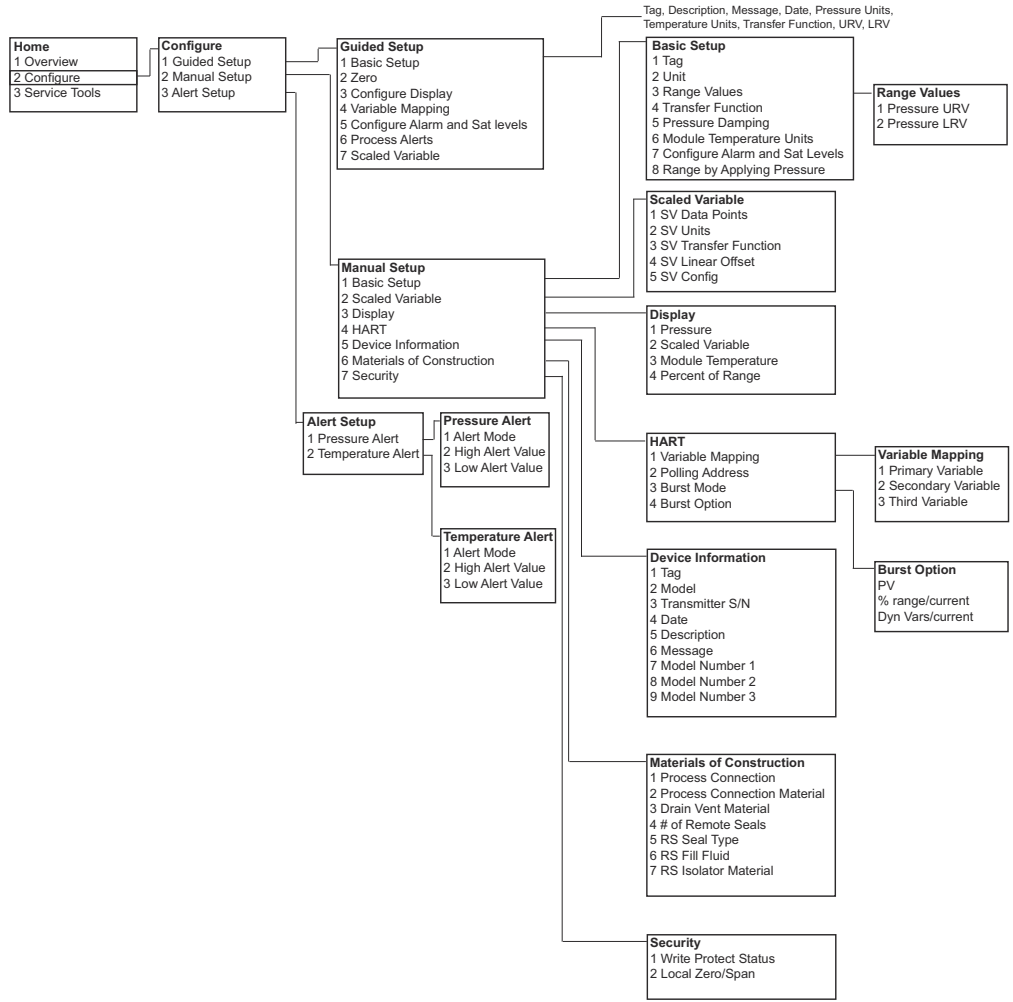 Tag, Description, Message, Date, Pressure Units,
Temperature Units, Transfer Function, URV, LRV
Home
1 Overview
2 Configure
3 Service Tools
Configure
1 Guided Setup
2 Manual Setup
3 Alert Setup
Guided Setup
1 Basic Setup
2 Zero
3 Configure Display
4 Variable Mapping
5 Configure Alarm and Sat levels
6 Process Alerts
7 Scaled Variable
Basic Setup
1 Tag
2 Unit
3 Range Values
4 Transfer Function
5 Pressure Damping
6 Module Temperature Units
7 Configure Alarm and Sat Levels
8 Range by Applying Pressure
Range Values
1 Pressure URV
2 Pressure LRV
Scaled Variable
1 SV Data Points
2 SV Units
3 SV Transfer Function
4 SV Linear Offset
5 SV Config
Manual Setup
1 Basic Setup
2 Scaled Variable
3 Display
4 HART
5 Device Information
6 Materials of Construction
7 Security
Display
1 Pressure
2 Scaled Variable
3 Module Temperature
4 Percent of Range
Alert Setup
1 Pressure Alert
2 Temperature Alert
Pressure Alert
1 Alert Mode
2 High Alert Value
3 Low Alert Value
HART
1 Variable Mapping
2 Polling Address
3 Burst Mode
4 Burst Option
Variable Mapping
1 Primary Variable
2 Secondary Variable
3 Third Variable
Temperature Alert
1 Alert Mode
2 High Alert Value
3 Low Alert Value
Device Information
1 Tag
2 Model
3 Transmitter S/N
4 Date
5 Description
6 Message
7 Model Number 1
8 Model Number 2
9 Model Number 3
Burst Option
PV
% range/current
Dyn Vars/current
Materials of Construction
1 Process Connection
2 Process Connection Material
3 Drain Vent Material
4 # of Remote Seals
5 RS Seal Type
6 RS Fill Fluid
7 RS Isolator Material
Security
1 Write Protect Status
2 Local Zero/Span